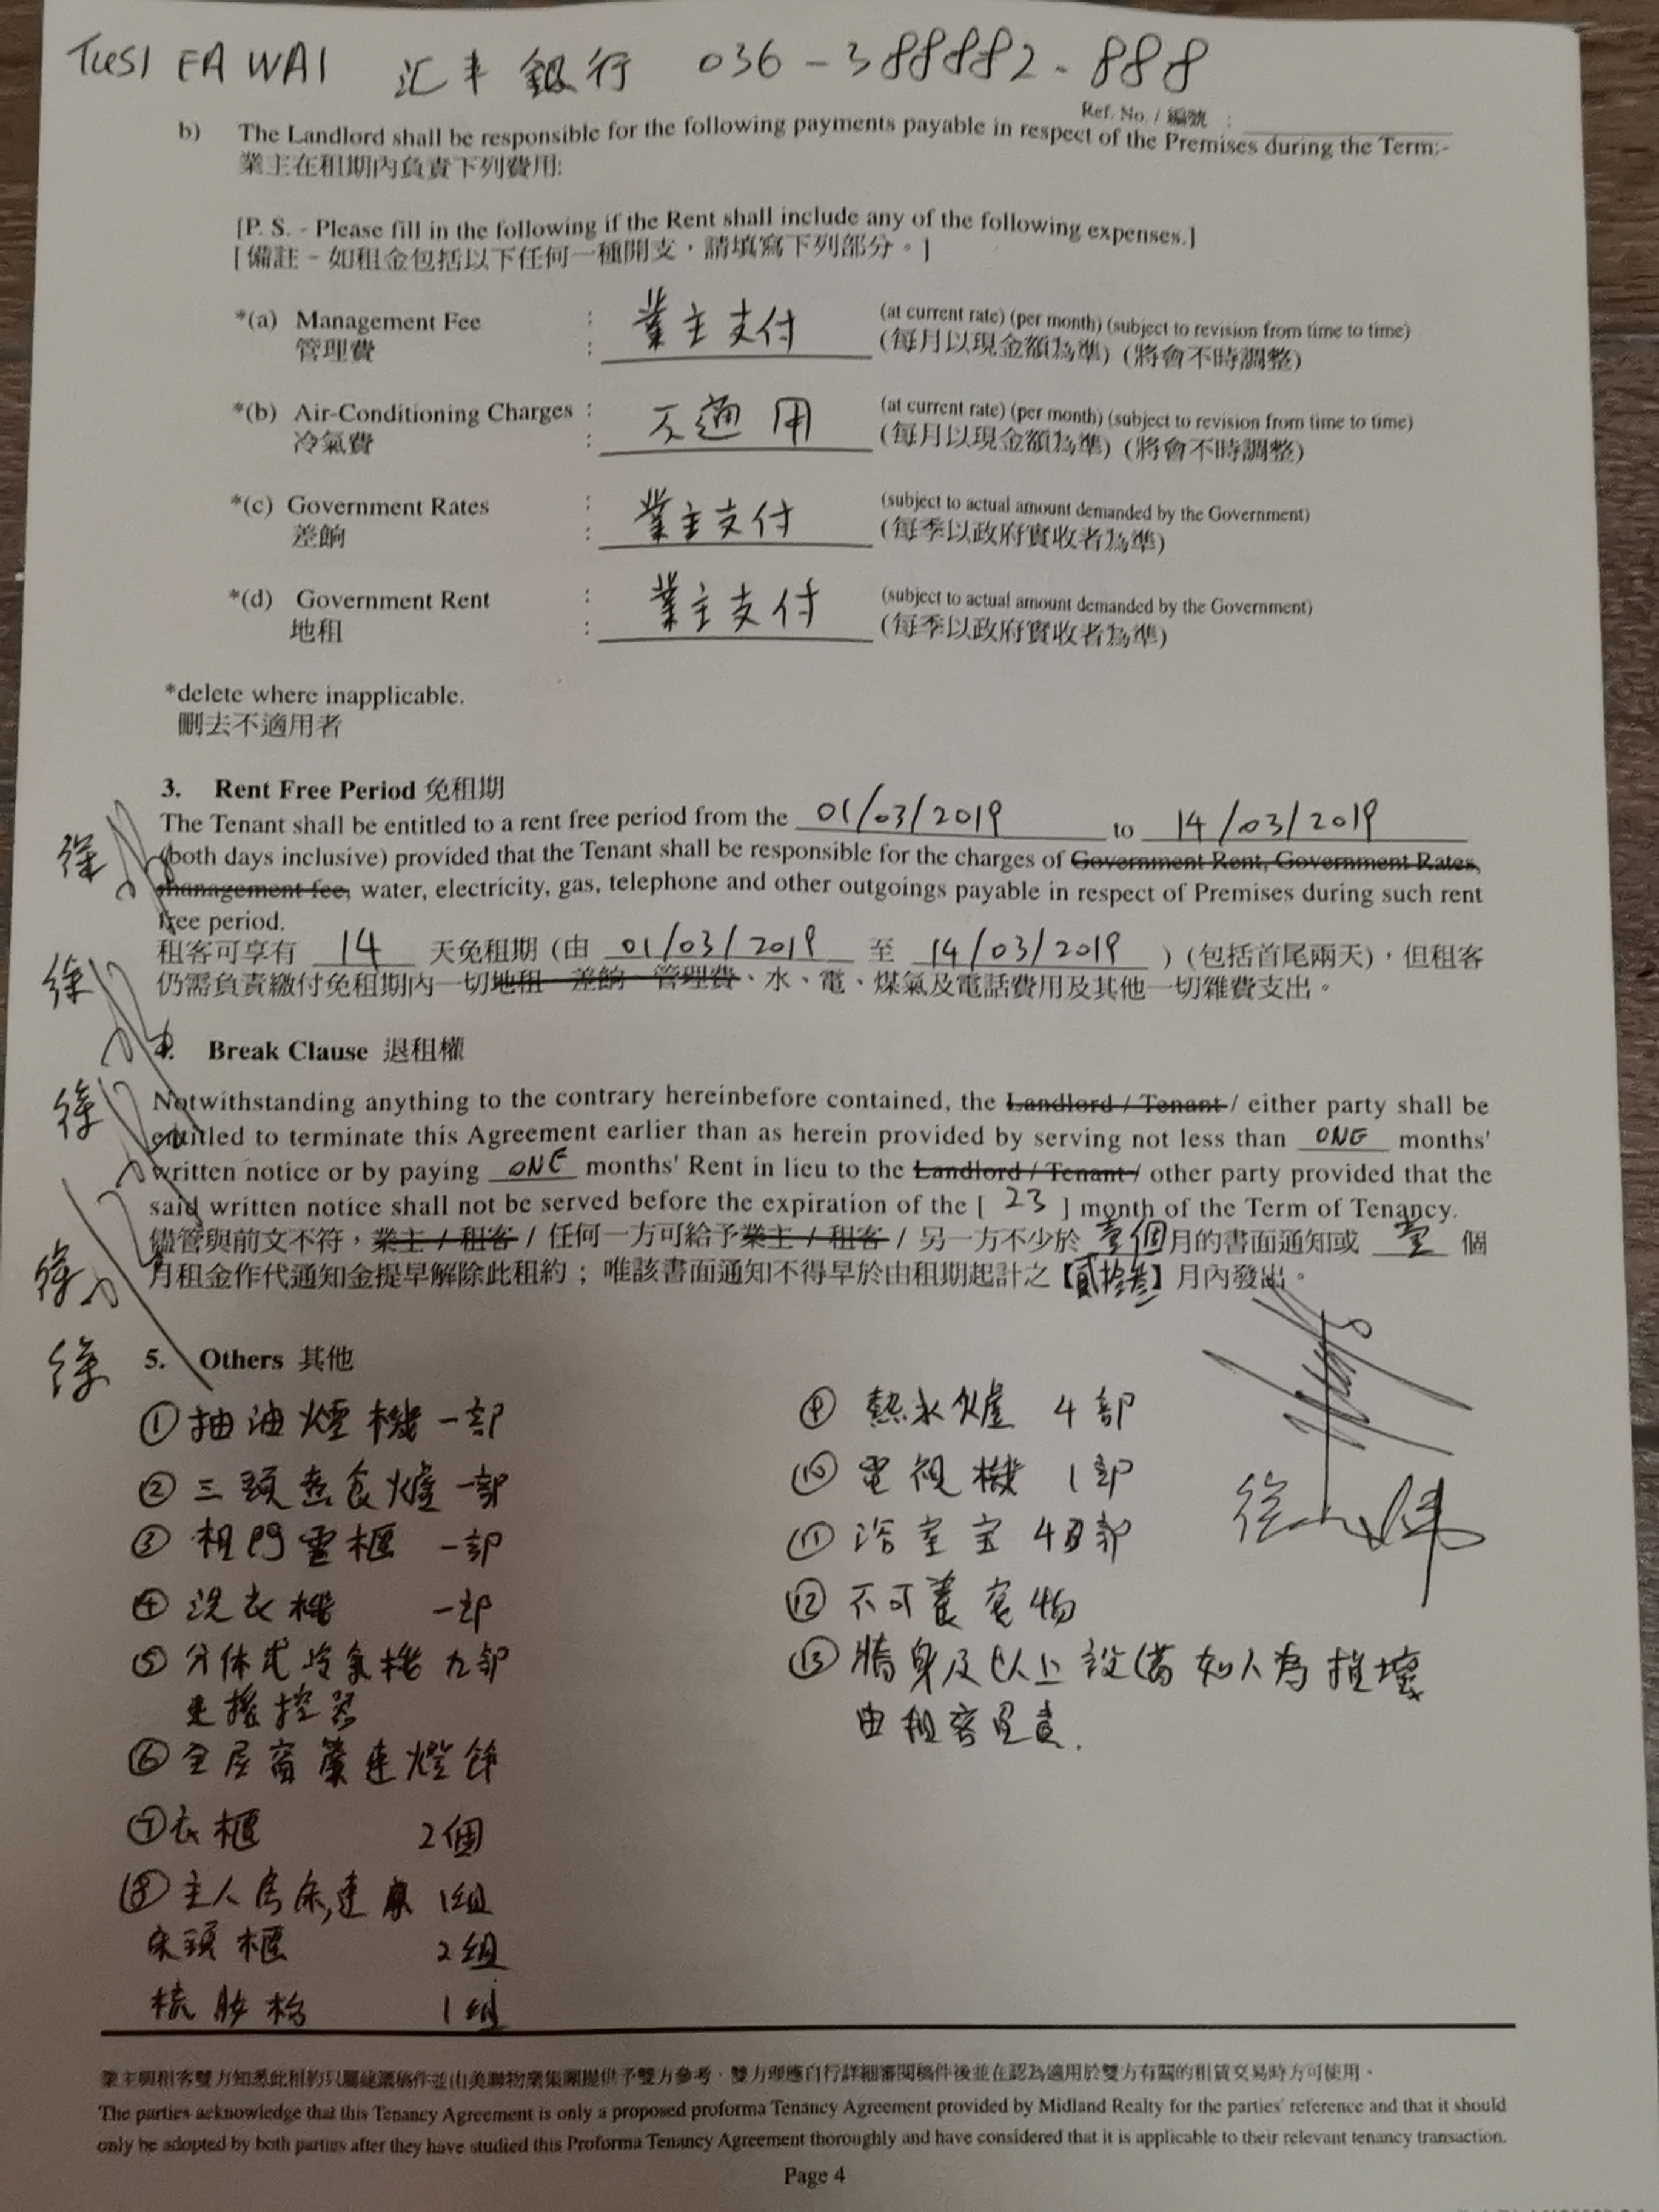 TUSI FA WAI 汇丰銀行 036-388882-888
Ref. No. / 編號 :
b) The Landlord shall be responsible for the following payments payable in respect of the Premises during the Term:-
業主在租期內負責下列費用:
[P. S. - Please fill in the following if the Rent shall include any of the following expenses.]
[備註 - 如租金包括以下任何一種開支，請填寫下列部分。]
*(a) Management Fee : 業主支付 (at current rate) (per month) (subject to revision from time to time)
管理費 : (每月以現金額為準) (將會不時調整)
*(b) Air-Conditioning Charges : 不適用 (at current rate) (per month) (subject to revision from time to time)
冷氣費 : (每月以現金額為準) (將會不時調整)
*(c) Government Rates : 業主支付 (subject to actual amount demanded by the Government)
差餉 : (每季以政府實收者為準)
*(d) Government Rent : 業主支付 (subject to actual amount demanded by the Government)
地租 : (每季以政府實收者為準)
*delete where inapplicable.
刪去不適用者
3. Rent Free Period 免租期
The Tenant shall be entitled to a rent free period from the 01/03/2019 to 14/03/2019
徐 (both days inclusive) provided that the Tenant shall be responsible for the charges of Government Rent, Government Rates,
management fee, water, electricity, gas, telephone and other outgoings payable in respect of Premises during such rent
free period.
租客可享有 14 天免租期 (由 01/03/2019 至 14/03/2019 ) (包括首尾兩天)，但租客
徐 仍需負責繳付免租期內一切地租、差餉、管理費、水、電、煤氣及電話費用及其他一切雜費支出。
4. Break Clause 退租權
徐 Notwithstanding anything to the contrary hereinbefore contained, the Landlord / Tenant / either party shall be
entitled to terminate this Agreement earlier than as herein provided by serving not less than ONE months'
written notice or by paying ONE months' Rent in lieu to the Landlord / Tenant / other party provided that the
said written notice shall not be served before the expiration of the [ 23 ] month of the Term of Tenancy.
儘管與前文不符，業主 / 租客 / 任何一方可給予業主 / 租客 / 另一方不少於 壹個 月的書面通知或 壹 個
徐 月租金作代通知金提早解除此租約；唯該書面通知不得早於由租期起計之【貳拾叁】月內發出。
徐 5. Others 其他
①抽油煙機 一部
②三頭煮食爐 一部
③相門雪櫃 一部
④洗衣機 一部
⑤分体式冷氣機 九部
連搖控器
⑥全屋窗簾連燈飾
⑦衣櫃 2個
⑧主人房床,連 1組
床頭櫃 2組
梳 1組
⑨熱水爐 4部
⑩電視機 1部
⑪浴室宝 4部
⑫不可養寵物
⑬牆身及以上設備如人為損壞
由租客負責.
業主與租客雙方知悉此租約只屬建議稿件並由美聯物業集團提供予雙方參考，雙方理應自行詳細審閱稿件後並在認為適用於雙方有關的租賃交易時方可使用。
The parties acknowledge that this Tenancy Agreement is only a proposed proforma Tenancy Agreement provided by Midland Realty for the parties' reference and that it should
only be adopted by both parties after they have studied this Proforma Tenancy Agreement thoroughly and have considered that it is applicable to their relevant tenancy transaction.
Page 4